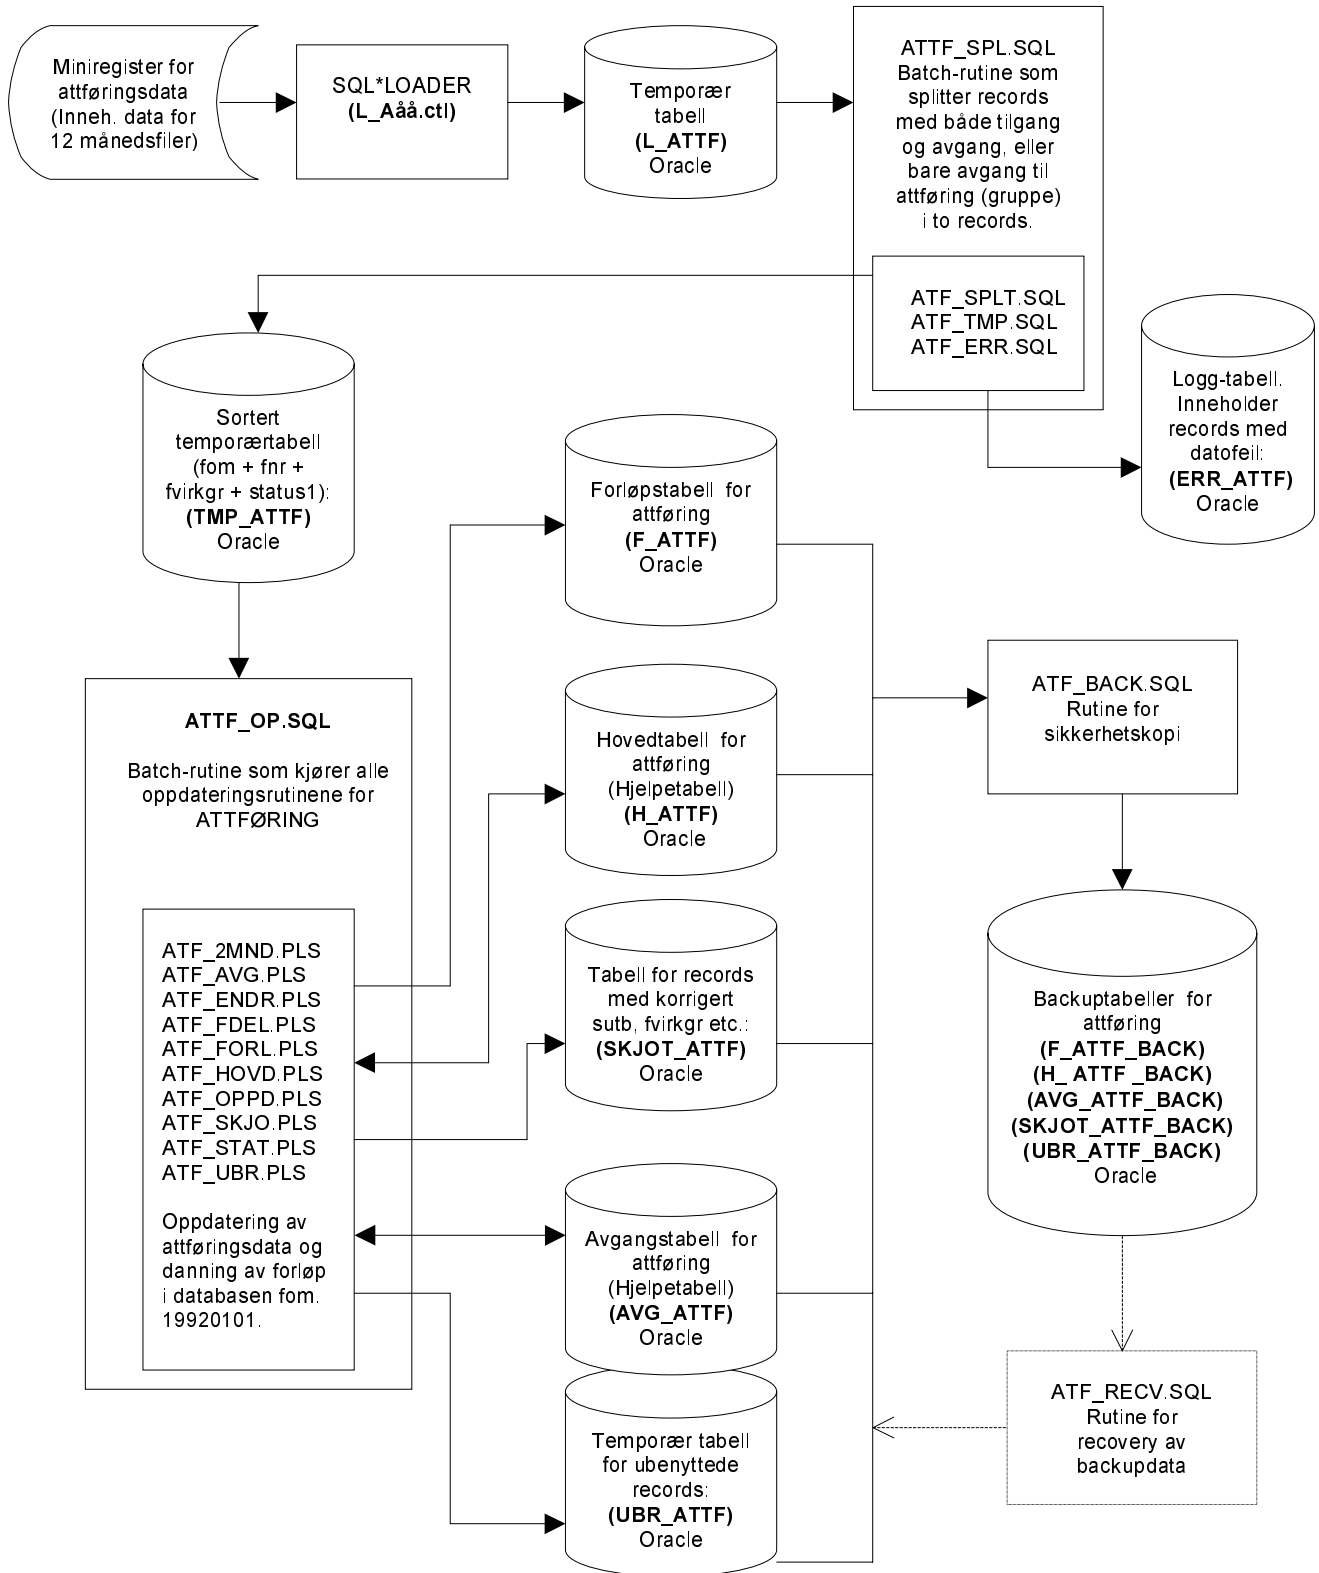 Miniregister for
attføringsdata
(Inneh. data for
12 månedsfiler)
SQL*LOADER
(L_Aåå.ctl)
Temporær
tabell
(L_ATTF)
Oracle
ATTF_SPL.SQL
Batch-rutine som
splitter records
med både tilgang
og avgang, eller
bare avgang til
attføring (gruppe)
i to records.
ATF_SPLT.SQL
ATF_TMP.SQL
ATF_ERR.SQL
Logg-tabell.
Inneholder
records med
datofeil:
(ERR_ATTF)
Oracle
Sortert
temporærtabell
(fom + fnr +
fvirkgr + status1):
(TMP_ATTF)
Oracle
Forløpstabell for
attføring
(F_ATTF)
Oracle
ATTF_OP.SQL
Batch-rutine som kjører alle
oppdateringsrutinene for
ATTFØRING
Hovedtabell for
attføring
(Hjelpetabell)
(H_ATTF)
Oracle
ATF_BACK.SQL
Rutine for
sikkerhetskopi
ATF_2MND.PLS
ATF_AVG.PLS
ATF_ENDR.PLS
ATF_FDEL.PLS
ATF_FORL.PLS
ATF_HOVD.PLS
ATF_OPPD.PLS
ATF_SKJO.PLS
ATF_STAT.PLS
ATF_UBR.PLS
Oppdatering av
attføringsdata og
danning av forløp
i databasen fom.
19920101.
Tabell for records
med korrigert
sutb, fvirkgr etc.:
(SKJOT_ATTF)
Oracle
Backuptabeller for
attføring
(F_ATTF_BACK)
(H_ ATTF _BACK)
(AVG_ATTF_BACK)
(SKJOT_ATTF_BACK)
(UBR_ATTF_BACK)
Oracle
Avgangstabell for
attføring
(Hjelpetabell)
(AVG_ATTF)
Oracle
ATF_RECV.SQL
Rutine for
recovery av
backupdata
Temporær tabell
for ubenyttede
records:
(UBR_ATTF)
Oracle